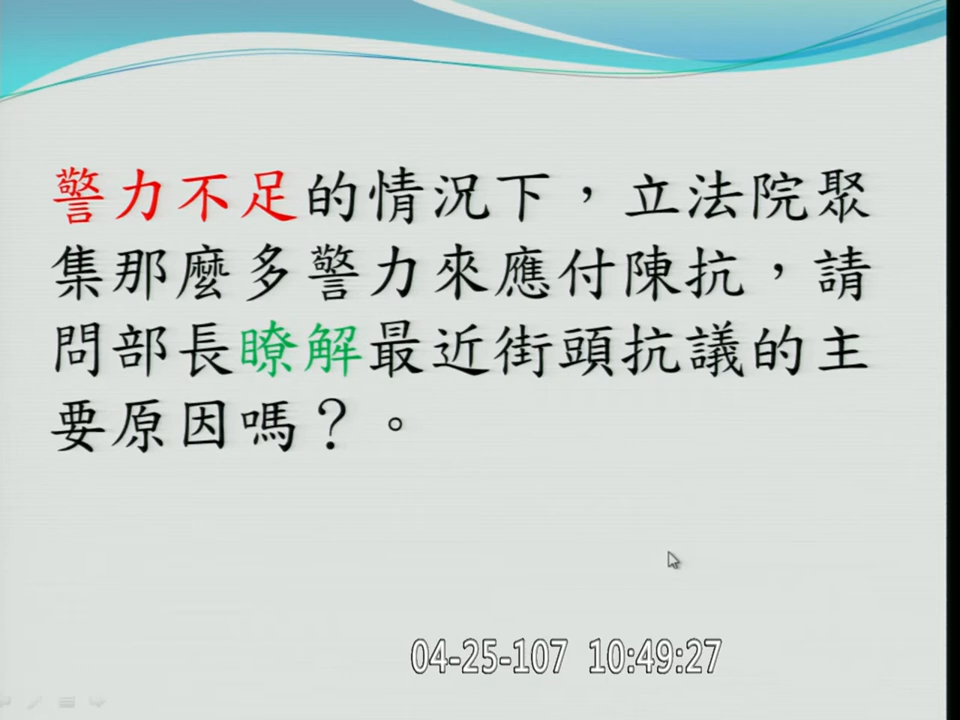 警力不足的情況下，立法院聚
集那麼多警力來應付陳抗，請
問部長瞭解最近街頭抗議的主
要原因嗎？。
04-25-107 10:49:27